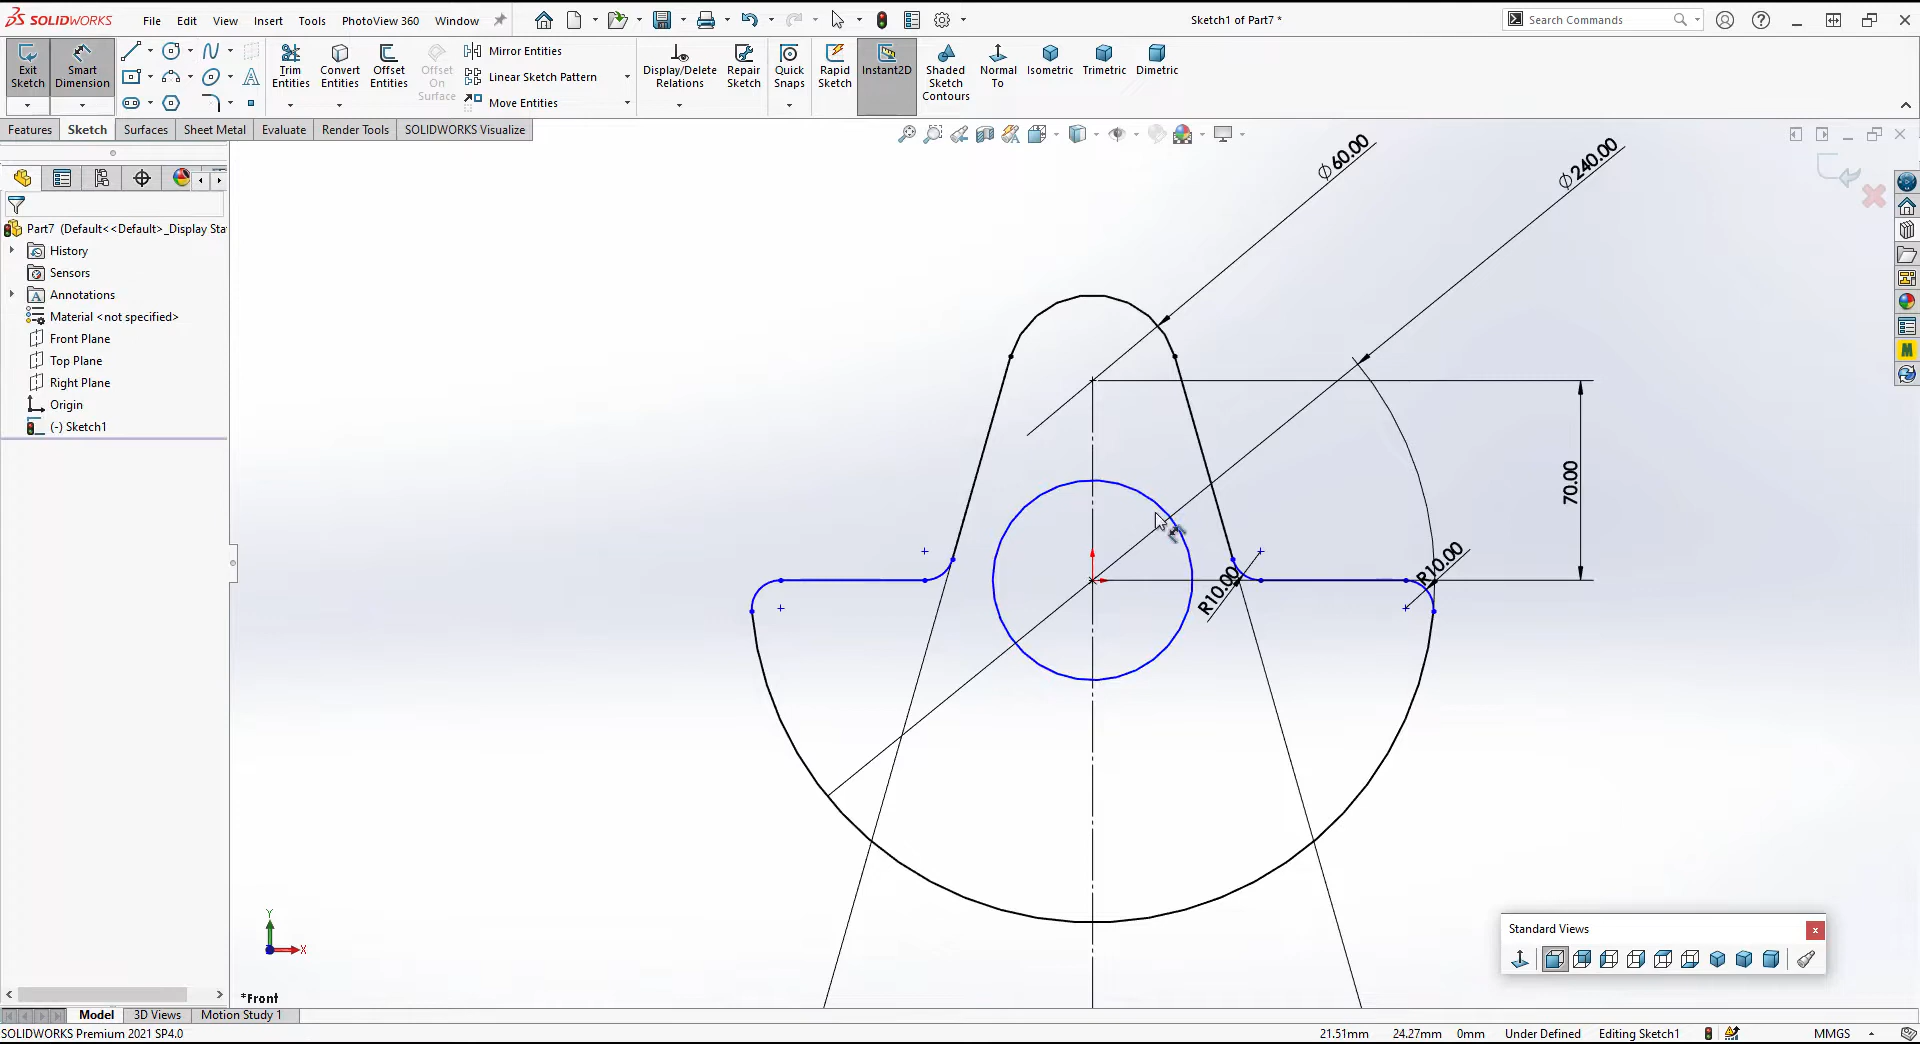 SOLIDWORKS File Edit View Insert Tools PhotoView 360 Window Sketch1 of Part7 * Search Commands
Exit Sketch
Smart Dimension
Trim Entities
Convert Entities
Offset Entities
Offset On Surface
Mirror Entities
Linear Sketch Pattern
Move Entities
Display/Delete Relations
Repair Sketch
Quick Snaps
Rapid Sketch
Instant2D
Shaded Sketch Contours
Normal To
Isometric
Trimetric
Dimetric
Features Sketch Surfaces Sheet Metal Evaluate Render Tools SOLIDWORKS Visualize
Part7 (Default<<Default>_Display Sta
History
Sensors
Annotations
Material <not specified>
Front Plane
Top Plane
Right Plane
Origin
(-) Sketch1
∅60.00
∅240.00
70.00
R10.00
R10.00
Y
X
*Front
Standard Views
x
Model 3D Views Motion Study 1
SOLIDWORKS Premium 2021 SP4.0 21.51mm 24.27mm 0mm Under Defined Editing Sketch1 MMGS